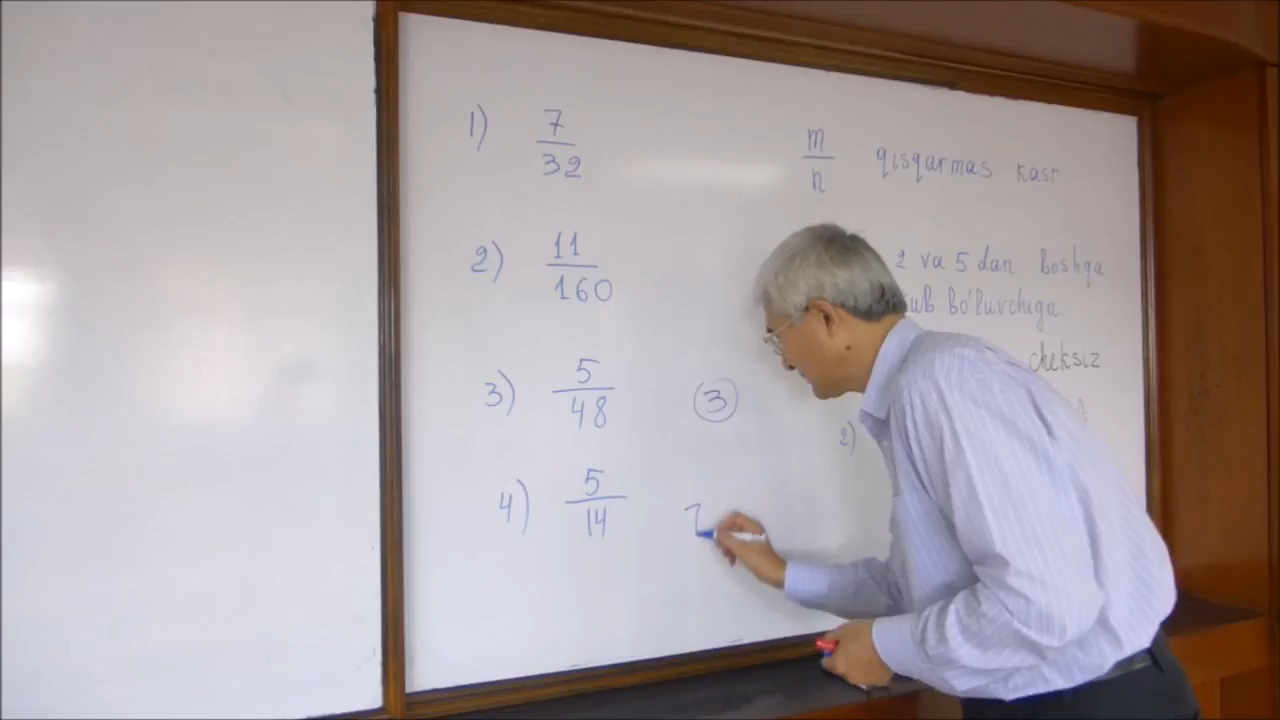 1) 7/32
2) 11/160
3) 5/48 3
4) 5/14 7
m/n qisqarmas kasr
2 va 5 dan boshqa
bo'luvchiga
cheksiz
2)